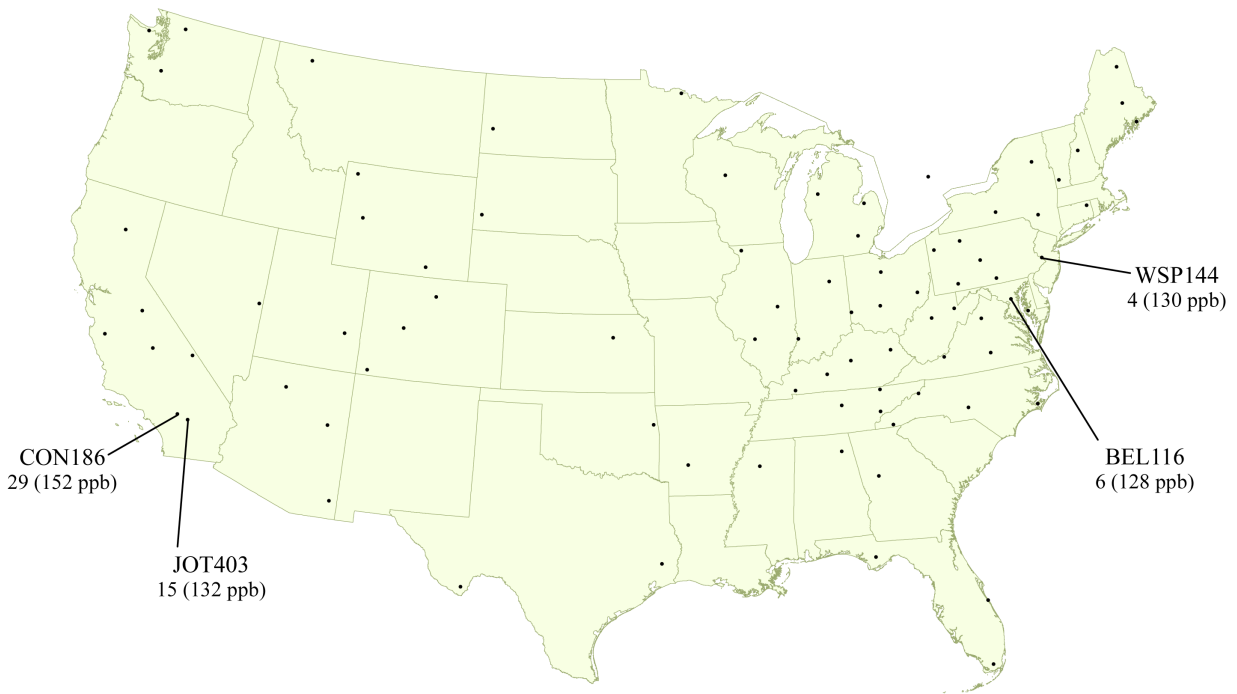 WSP144
4 (130 ppb)
CON186
29 (152 ppb)
BEL116
6 (128 ppb)
JOT403
15 (132 ppb)